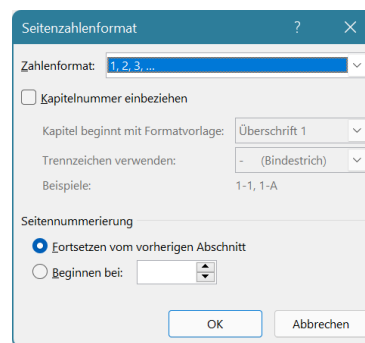 Seitenzahlenformat ?
Zahlenformat: 1, 2, 3, ...
Kapitelnummer einbeziehen
Kapitel beginnt mit Formatvorlage: Überschrift 1
Trennzeichen verwenden: - (Bindestrich)
Beispiele: 1-1, 1-A
Seitennummerierung
Fortsetzen vom vorherigen Abschnitt
Beginnen bei:
OK Abbrechen